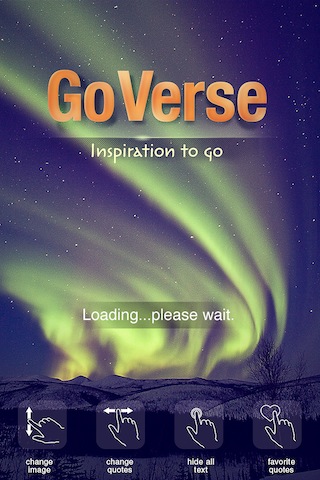 GoVerse
Inspiration to go
Loading...please wait.
change
image
change
quotes
hide all
text
favorite
quotes